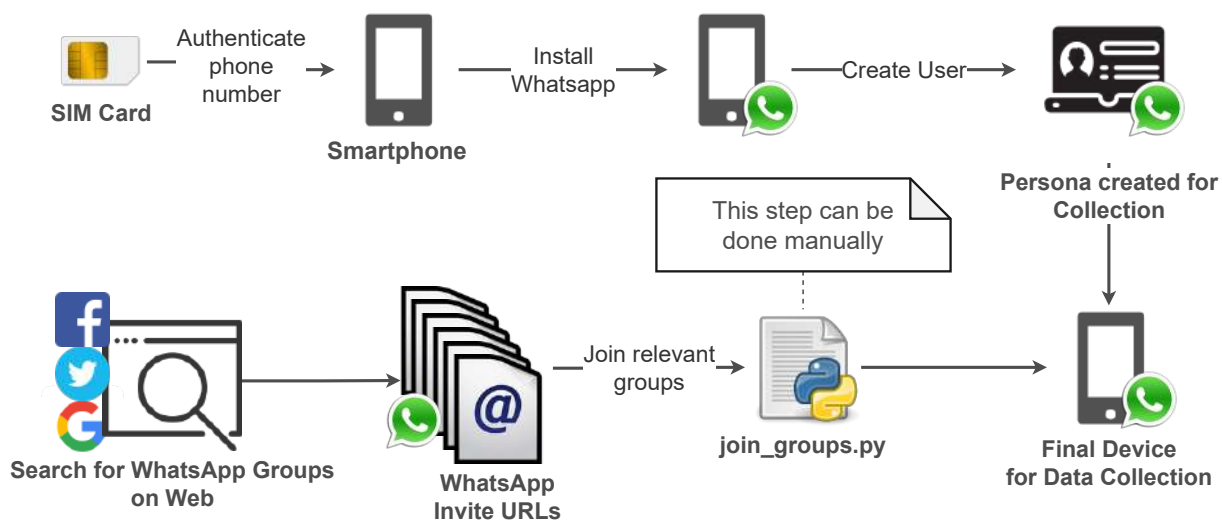 SIM Card
Authenticate
phone
number
Smartphone
Install
Whatsapp
Create User
Persona created for
Collection
This step can be
done manually
Search for WhatsApp Groups
on Web
@
WhatsApp
Invite URLs
Join relevant
groups
join_groups.py
Final Device
for Data Collection